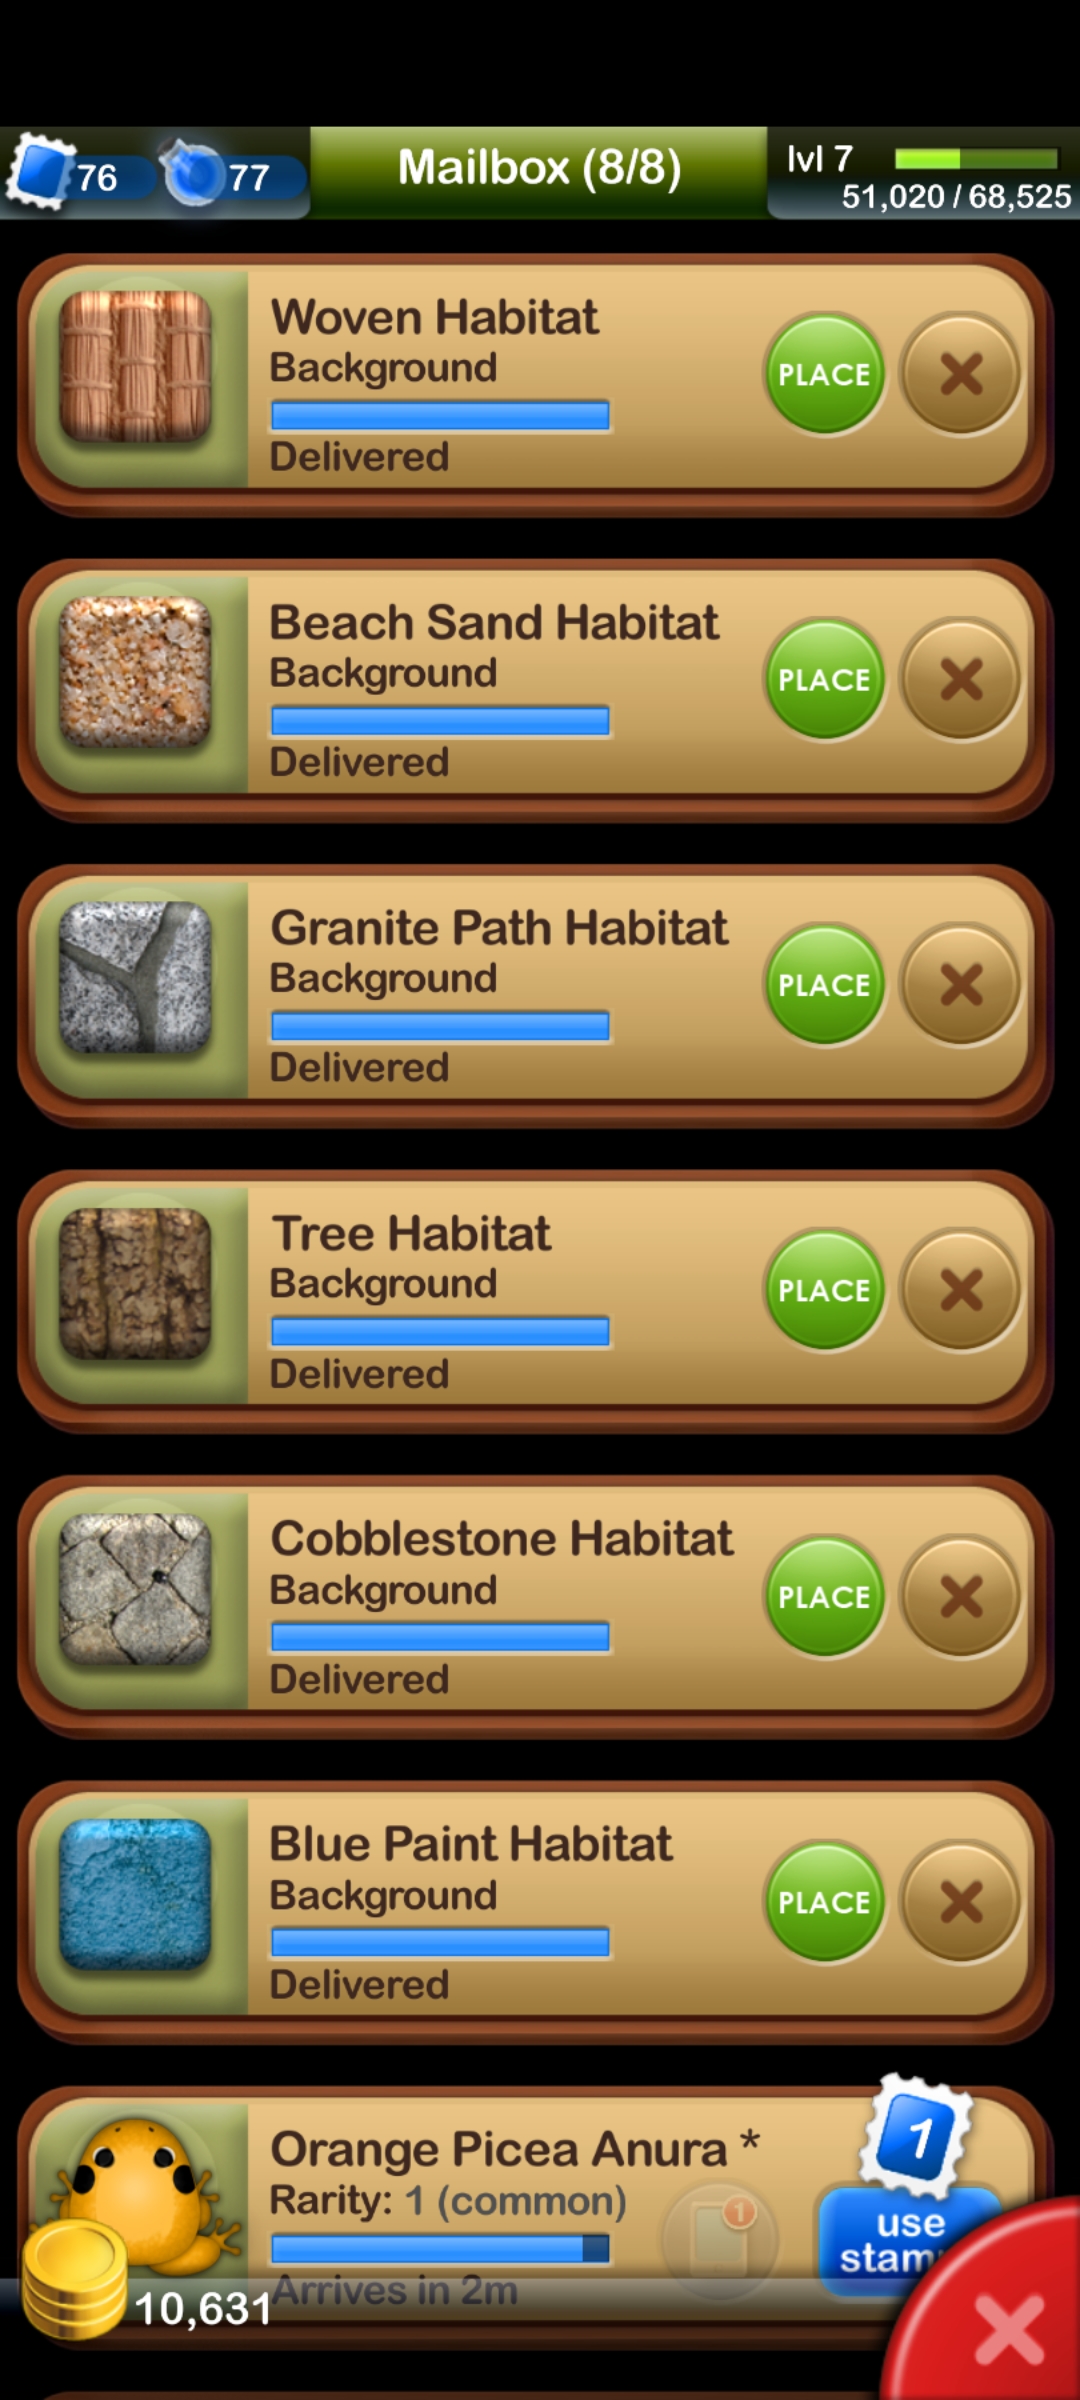 76
77
Mailbox (8/8)
lvl 7
51,020 / 68,525
Woven Habitat
Background
Delivered
PLACE
Beach Sand Habitat
Background
Delivered
PLACE
Granite Path Habitat
Background
Delivered
PLACE
Tree Habitat
Background
Delivered
PLACE
Cobblestone Habitat
Background
Delivered
PLACE
Blue Paint Habitat
Background
Delivered
PLACE
Orange Picea Anura *
Rarity: 1 (common)
Arrives in 2m
1
1
use
stam
10,631